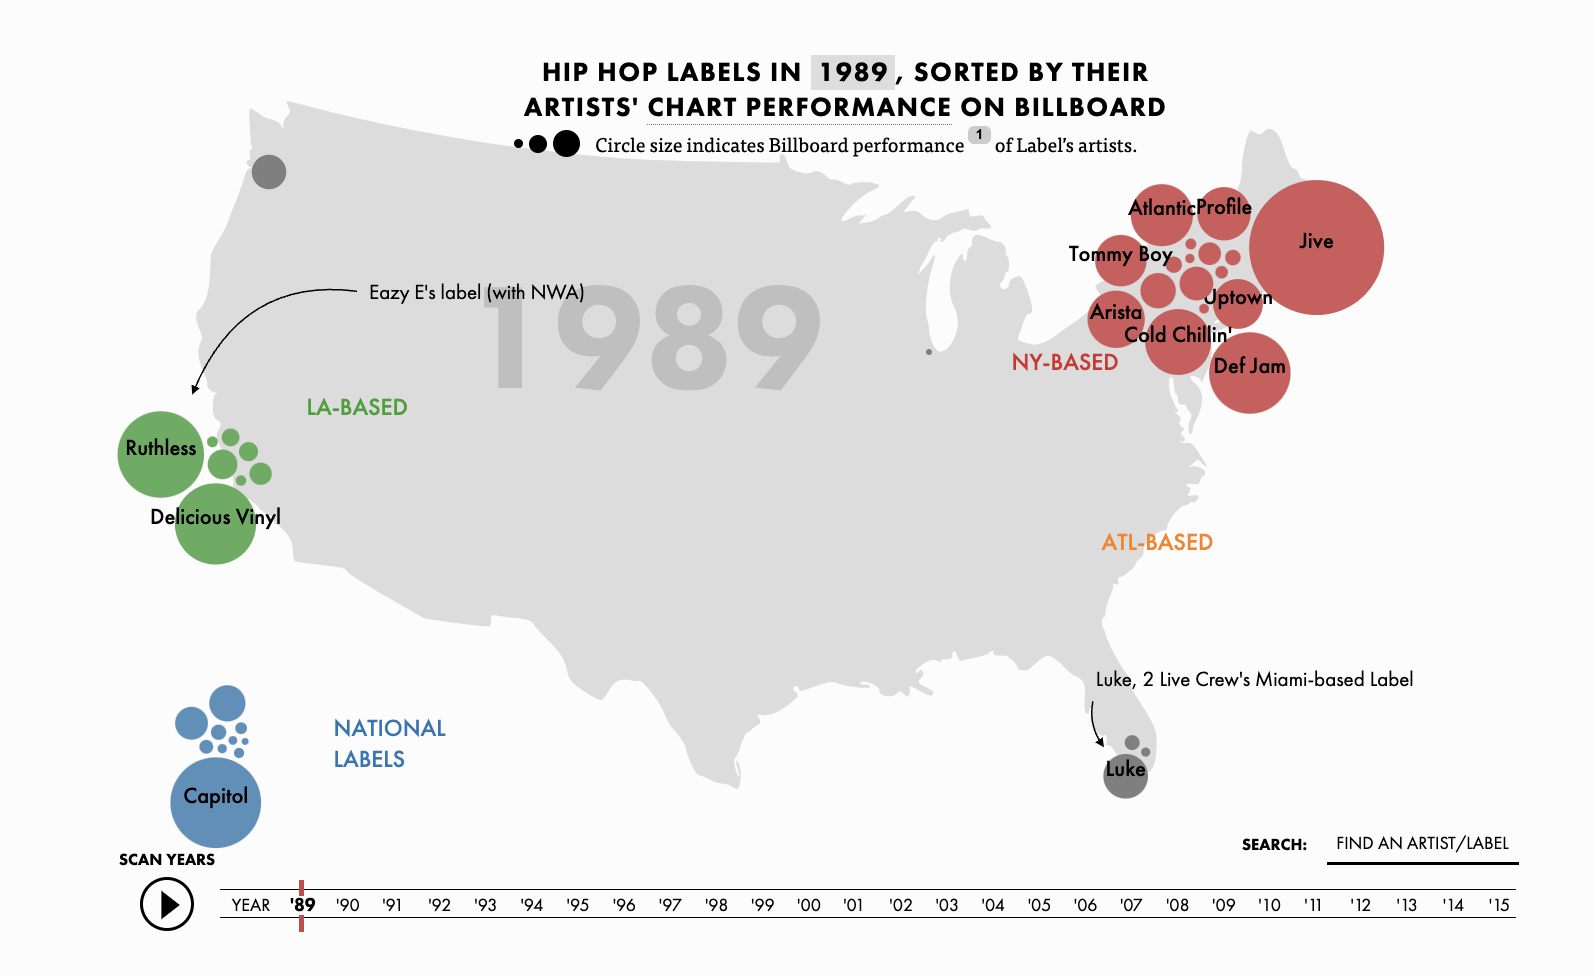 HIP HOP LABELS IN 1989, SORTED BY THEIR
ARTISTS' CHART PERFORMANCE ON BILLBOARD
Circle size indicates Billboard performance 1 of Label's artists.
Atlantic
Profile
Jive
Tommy Boy
Eazy E's label (with NWA)
1989
Uptown
Arista
Cold Chillin'
NY-BASED
Def Jam
LA-BASED
Ruthless
Delicious Vinyl
ATL-BASED
Luke, 2 Live Crew's Miami-based Label
NATIONAL
LABELS
Luke
Capitol
SEARCH: FIND AN ARTIST/LABEL
SCAN YEARS
YEAR '89 '90 '91 '92 '93 '94 '95 '96 '97 '98 '99 '00 '01 '02 '03 '04 '05 '06 '07 '08 '09 '10 '11 '12 '13 '14 '15